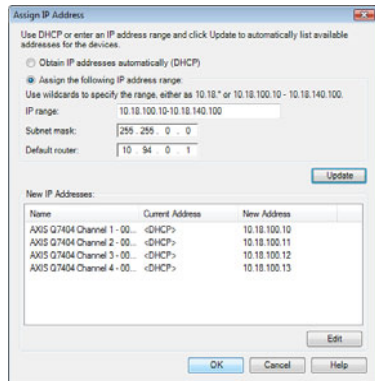 Assign IP Address
Use DHCP or enter an IP address range and click Update to automatically list available
addresses for the devices.
Obtain IP addresses automatically (DHCP)
Assign the following IP address range:
Use wildcards to specify the range, either as 10.18.* or 10.18.100.10 - 10.18.140.100.
IP range: 10.18.100.10-10.18.140.100
Subnet mask: 255 . 255 . 0 . 0
Default router: 10 . 94 . 0 . 1
Update
New IP Addresses:
Name Current Address New Address
AXIS Q7404 Channel 1 - 00... <DHCP> 10.18.100.10
AXIS Q7404 Channel 2 - 00... <DHCP> 10.18.100.11
AXIS Q7404 Channel 3 - 00... <DHCP> 10.18.100.12
AXIS Q7404 Channel 4 - 00... <DHCP> 10.18.100.13
Edit
OK Cancel Help